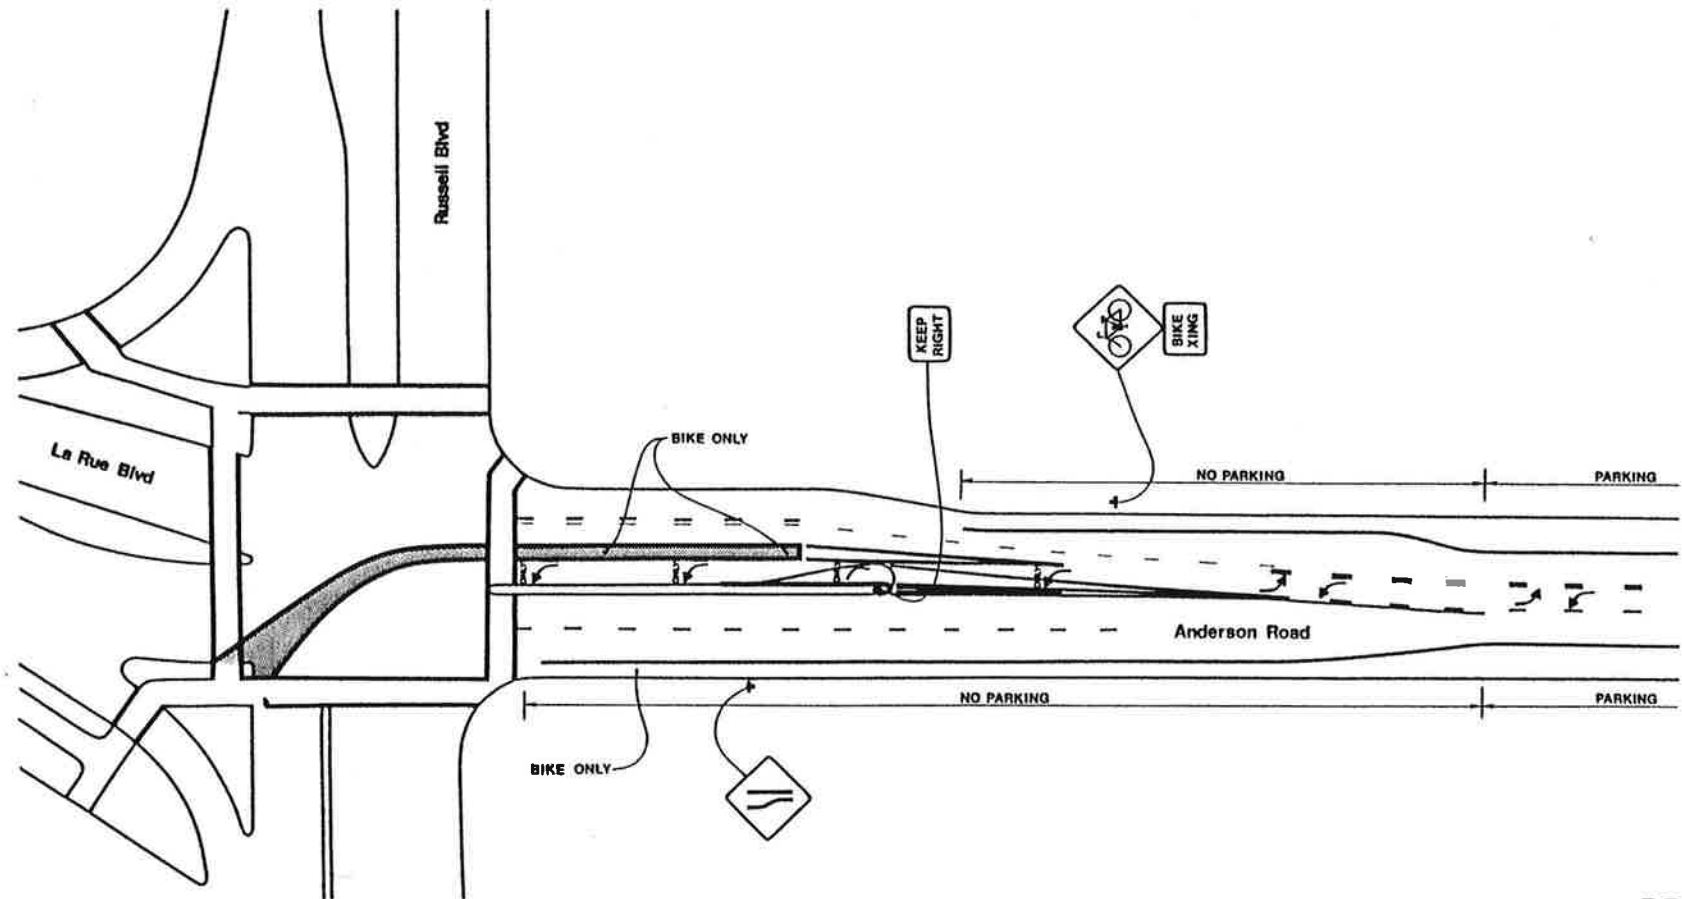 Russell Blvd
KEEP
RIGHT
BIKE
XING
La Rue Blvd
BIKE ONLY
NO PARKING
PARKING
Anderson Road
NO PARKING
PARKING
BIKE ONLY